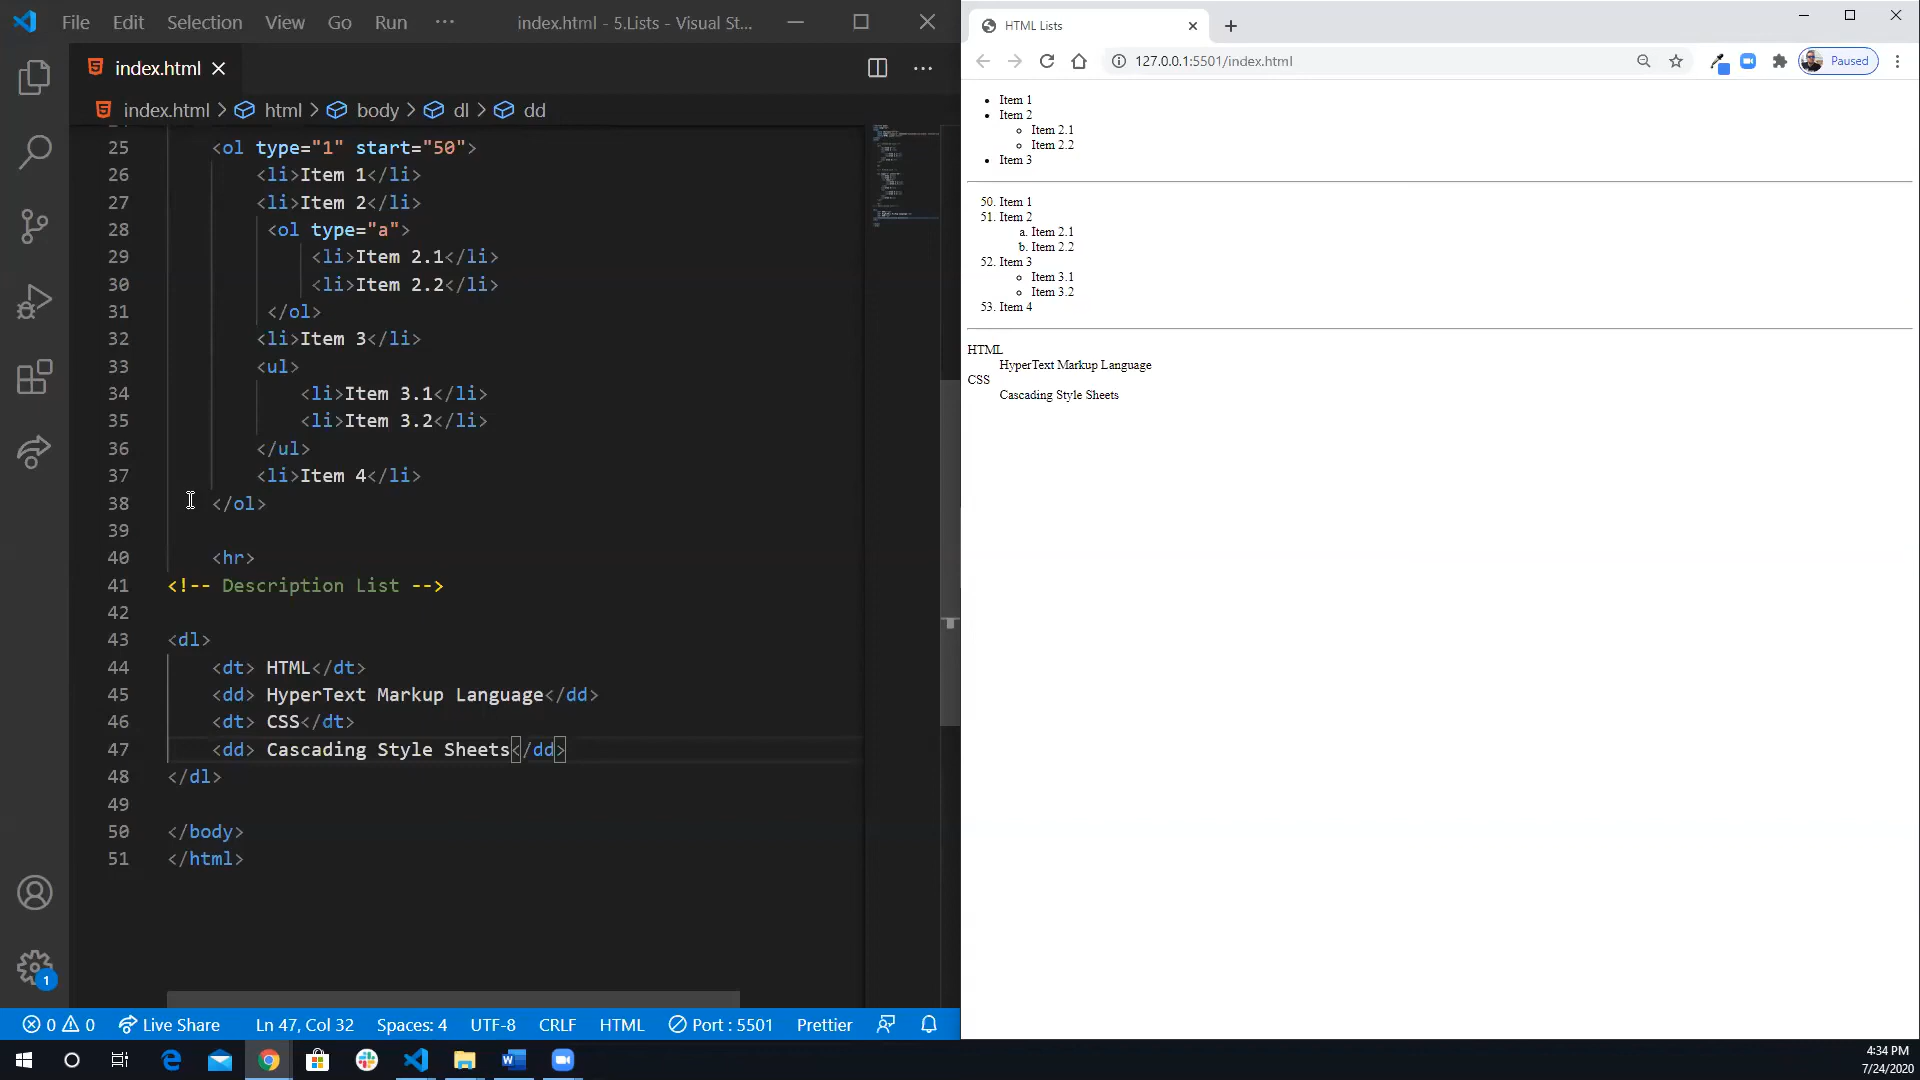 File Edit Selection View Go Run ··· index.html - 5.Lists - Visual St...
index.html
index.html > html > body > dl > dd
25 <ol type="1" start="50">
26 <li>Item 1</li>
27 <li>Item 2</li>
28 <ol type="a">
29 <li>Item 2.1</li>
30 <li>Item 2.2</li>
31 </ol>
32 <li>Item 3</li>
33 <ul>
34 <li>Item 3.1</li>
35 <li>Item 3.2</li>
36 </ul>
37 <li>Item 4</li>
38 </ol>
39
40 <hr>
41 <!-- Description List -->
42
43 <dl>
44 <dt> HTML</dt>
45 <dd> HyperText Markup Language</dd>
46 <dt> CSS</dt>
47 <dd> Cascading Style Sheets</dd>
48 </dl>
49
50 </body>
51 </html>
1
0 0 Live Share Ln 47, Col 32 Spaces: 4 UTF-8 CRLF HTML Port : 5501 Prettier
HTML Lists
127.0.0.1:5501/index.html Paused
• Item 1
• Item 2
◦ Item 2.1
◦ Item 2.2
• Item 3
50. Item 1
51. Item 2
a. Item 2.1
b. Item 2.2
52. Item 3
◦ Item 3.1
◦ Item 3.2
53. Item 4
HTML
HyperText Markup Language
CSS
Cascading Style Sheets
4:34 PM
7/24/2020